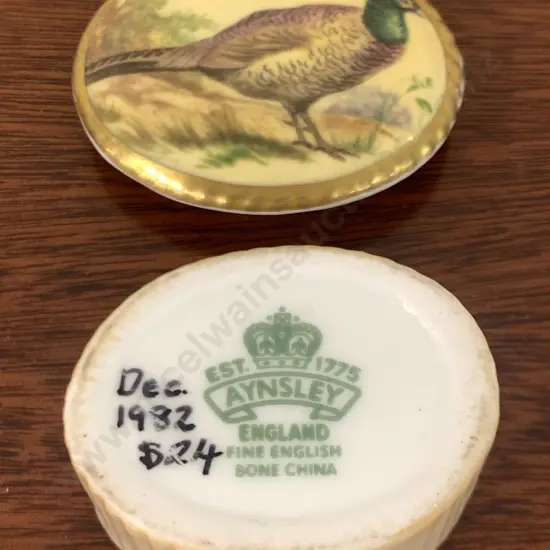 EST. 1775
AYNSLEY
ENGLAND
FINE ENGLISH
BONE CHINA
Dec.
1982
$24